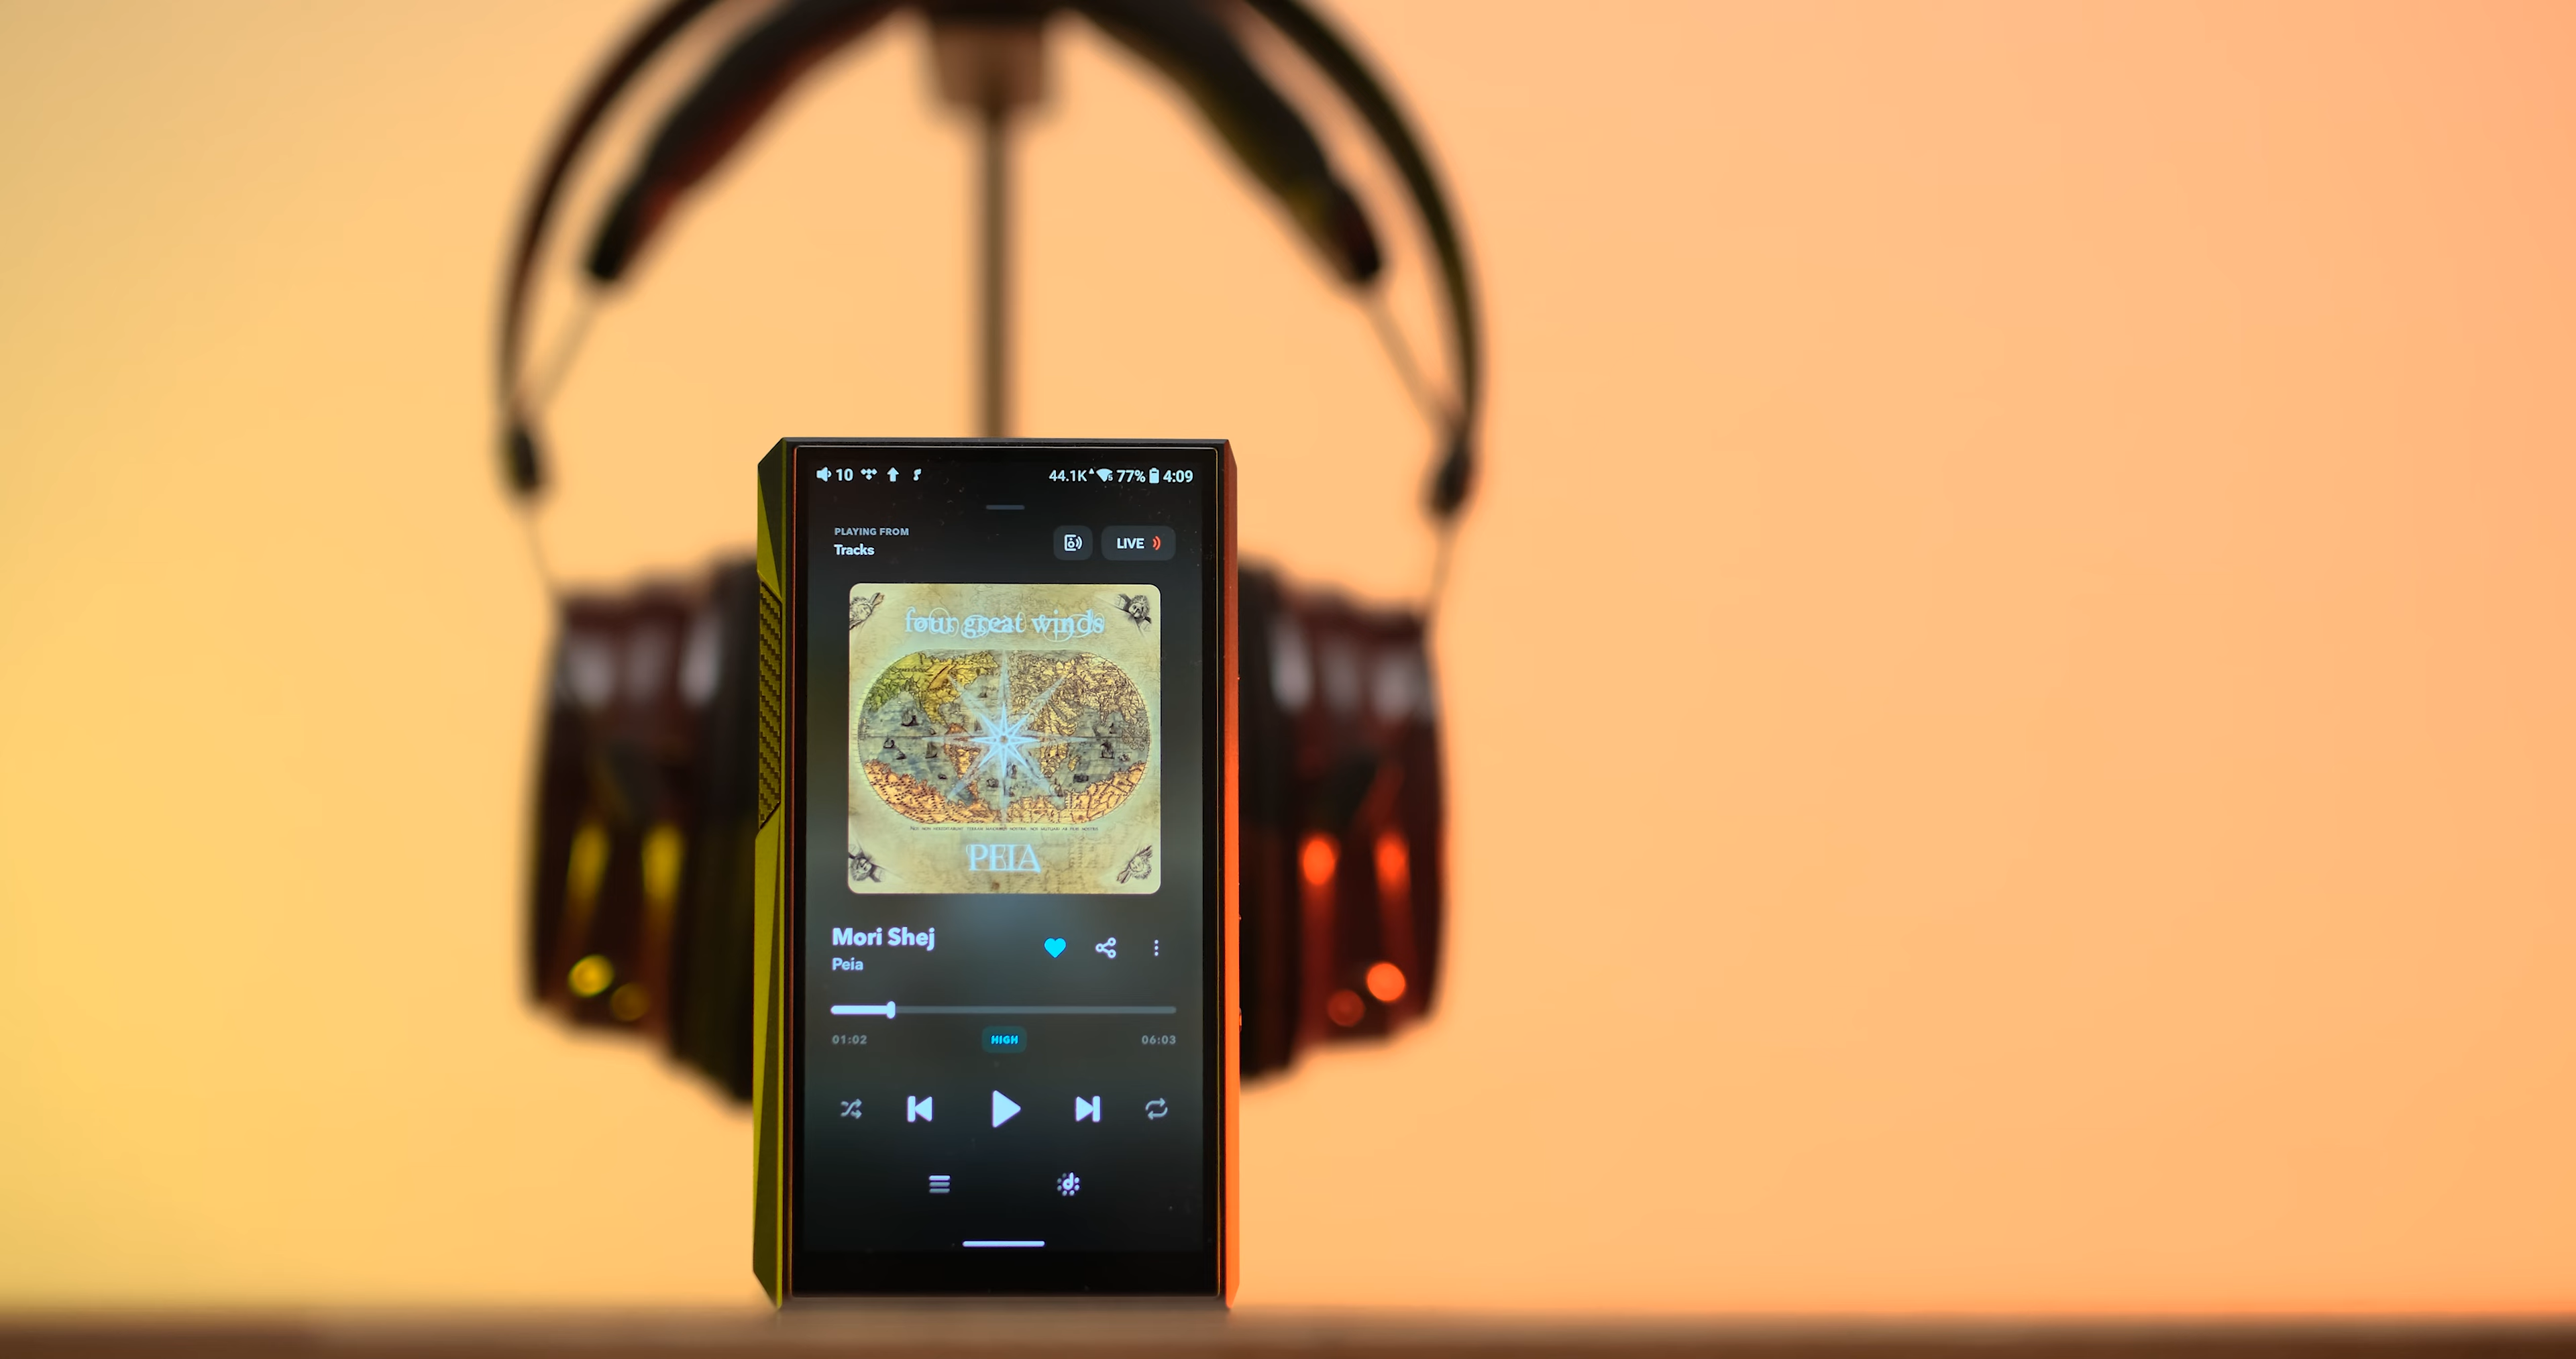 10 44.1K 77% 4:09
PLAYING FROM
Tracks
LIVE
four great winds
PEIA
Mori Shej
Peia
01:02 HIGH 06:03